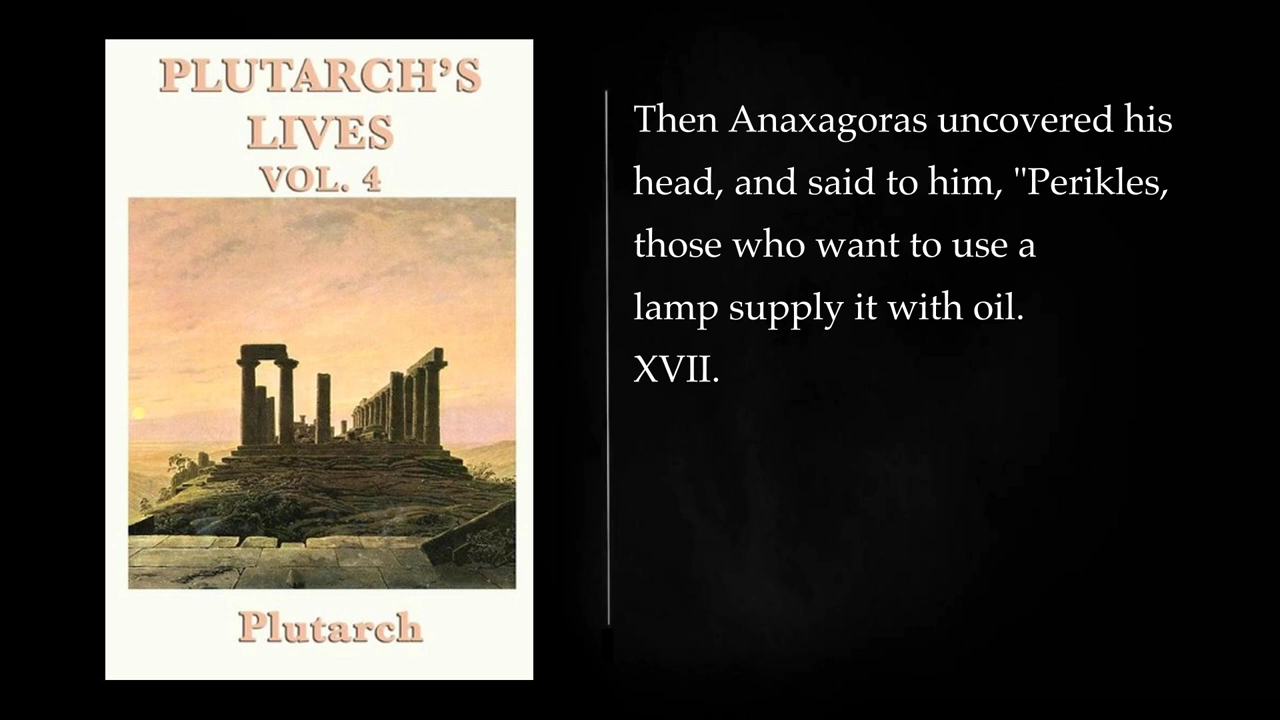 PLUTARCH'S
LIVES
VOL. 4
Plutarch
Then Anaxagoras uncovered his
head, and said to him, "Perikles,
those who want to use a
lamp supply it with oil.
XVII.